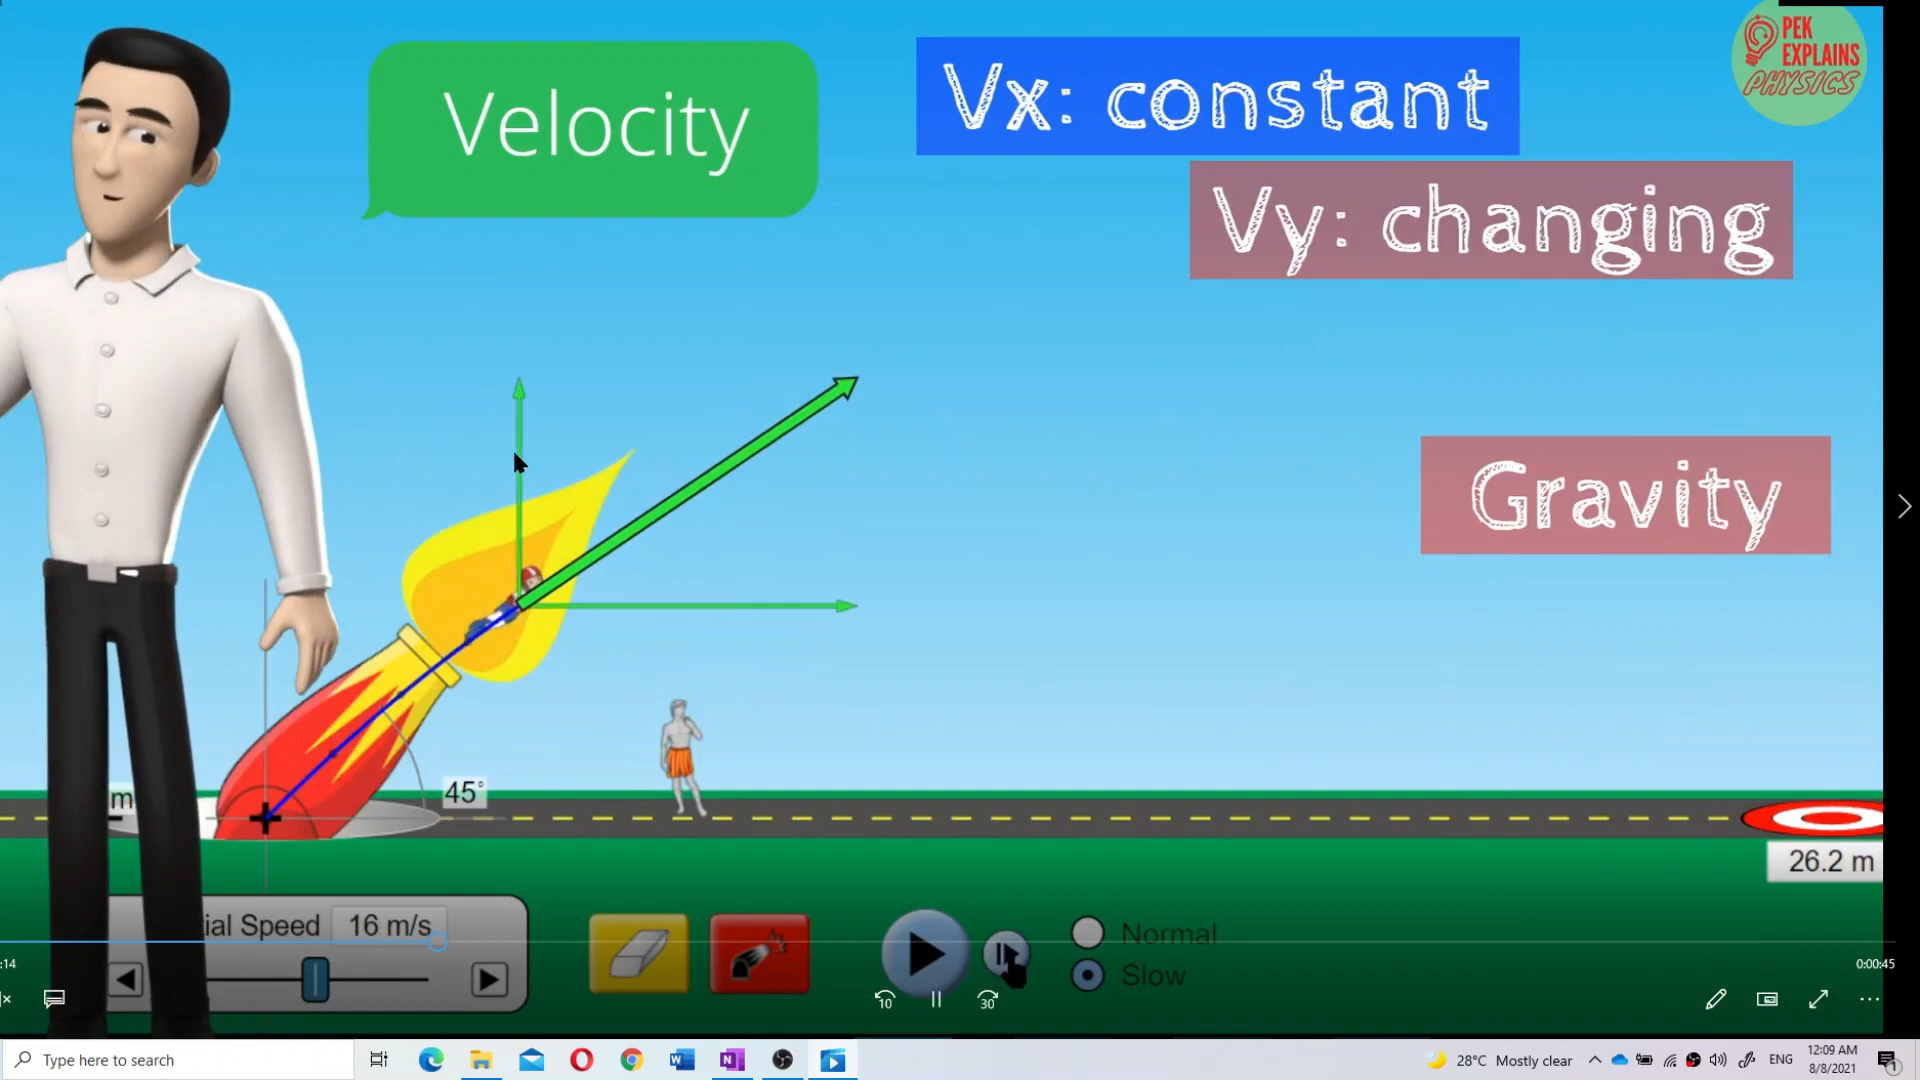 Velocity
Vx: constant
PEK
EXPLAINS
PHYSICS
Vy: changing
Gravity
m
45°
26.2 m
ial Speed
16 m/s
Normal
Slow
:14
0:00:45
10
30
Type here to search
28°C Mostly clear
ENG
12:09 AM
8/8/2021
1